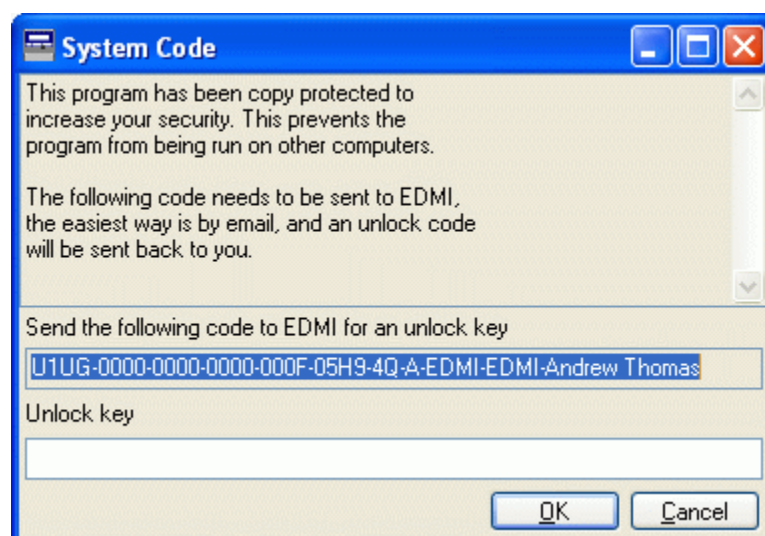 System Code
This program has been copy protected to
increase your security. This prevents the
program from being run on other computers.
The following code needs to be sent to EDMI,
the easiest way is by email, and an unlock code
will be sent back to you.
Send the following code to EDMI for an unlock key
U1UG-0000-0000-0000-000F-05H9-4Q-A-EDMI-EDMI-Andrew Thomas
Unlock key
OK Cancel